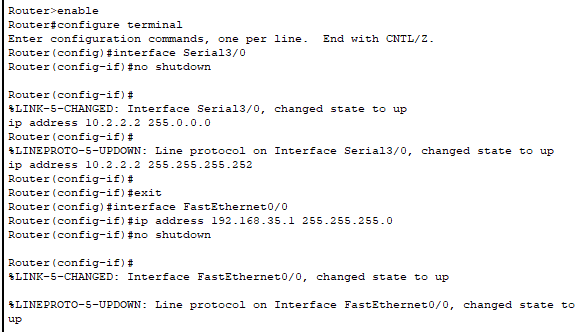 Router>enable
Router#configure terminal
Enter configuration commands, one per line.  End with CNTL/Z.
Router(config)#interface Serial3/0
Router(config-if)#no shutdown
Router(config-if)#
%LINK-5-CHANGED: Interface Serial3/0, changed state to up
ip address 10.2.2.2 255.0.0.0
Router(config-if)#
%LINEPROTO-5-UPDOWN: Line protocol on Interface Serial3/0, changed state to up
ip address 10.2.2.2 255.255.255.252
Router(config-if)#
Router(config-if)#exit
Router(config)#interface FastEthernet0/0
Router(config-if)#ip address 192.168.35.1 255.255.255.0
Router(config-if)#no shutdown
Router(config-if)#
%LINK-5-CHANGED: Interface FastEthernet0/0, changed state to up
%LINEPROTO-5-UPDOWN: Line protocol on Interface FastEthernet0/0, changed state to
up